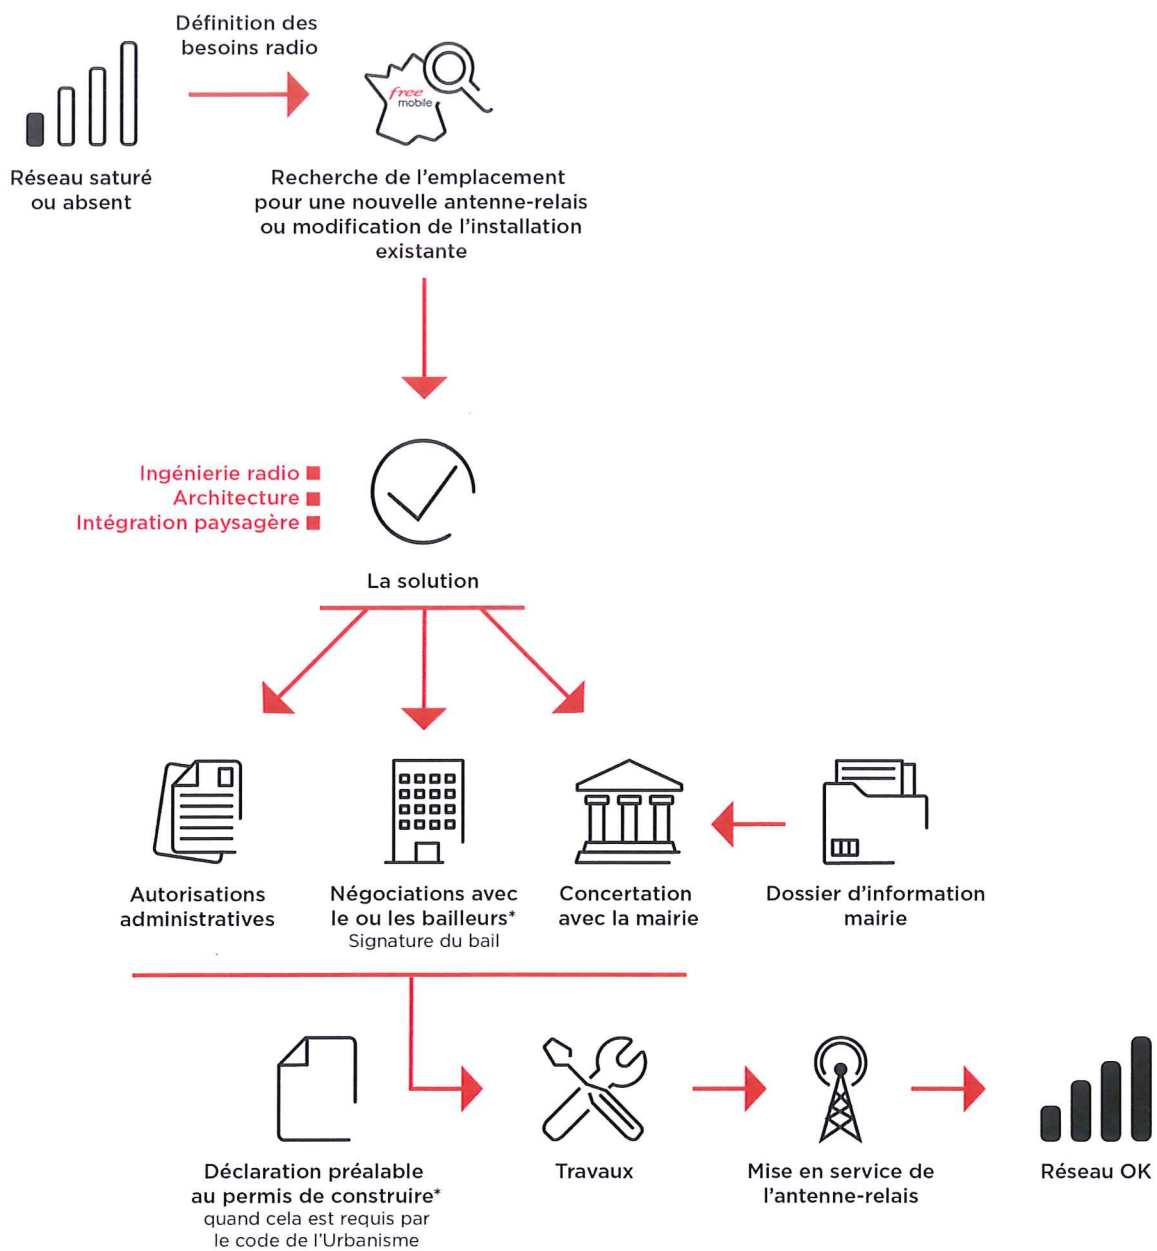 Définition des
besoins radio
free
mobile
Réseau saturé
ou absent
Recherche de l'emplacement
pour une nouvelle antenne-relais
ou modification de l'installation
existante
Ingénierie radio
Architecture
Intégration paysagère
La solution
Autorisations
administratives
Négociations avec
le ou les bailleurs*
Signature du bail
Concertation
avec la mairie
Dossier d'information
mairie
Déclaration préalable
au permis de construire*
quand cela est requis par
le code de l'Urbanisme
Travaux
Mise en service de
l'antenne-relais
Réseau OK